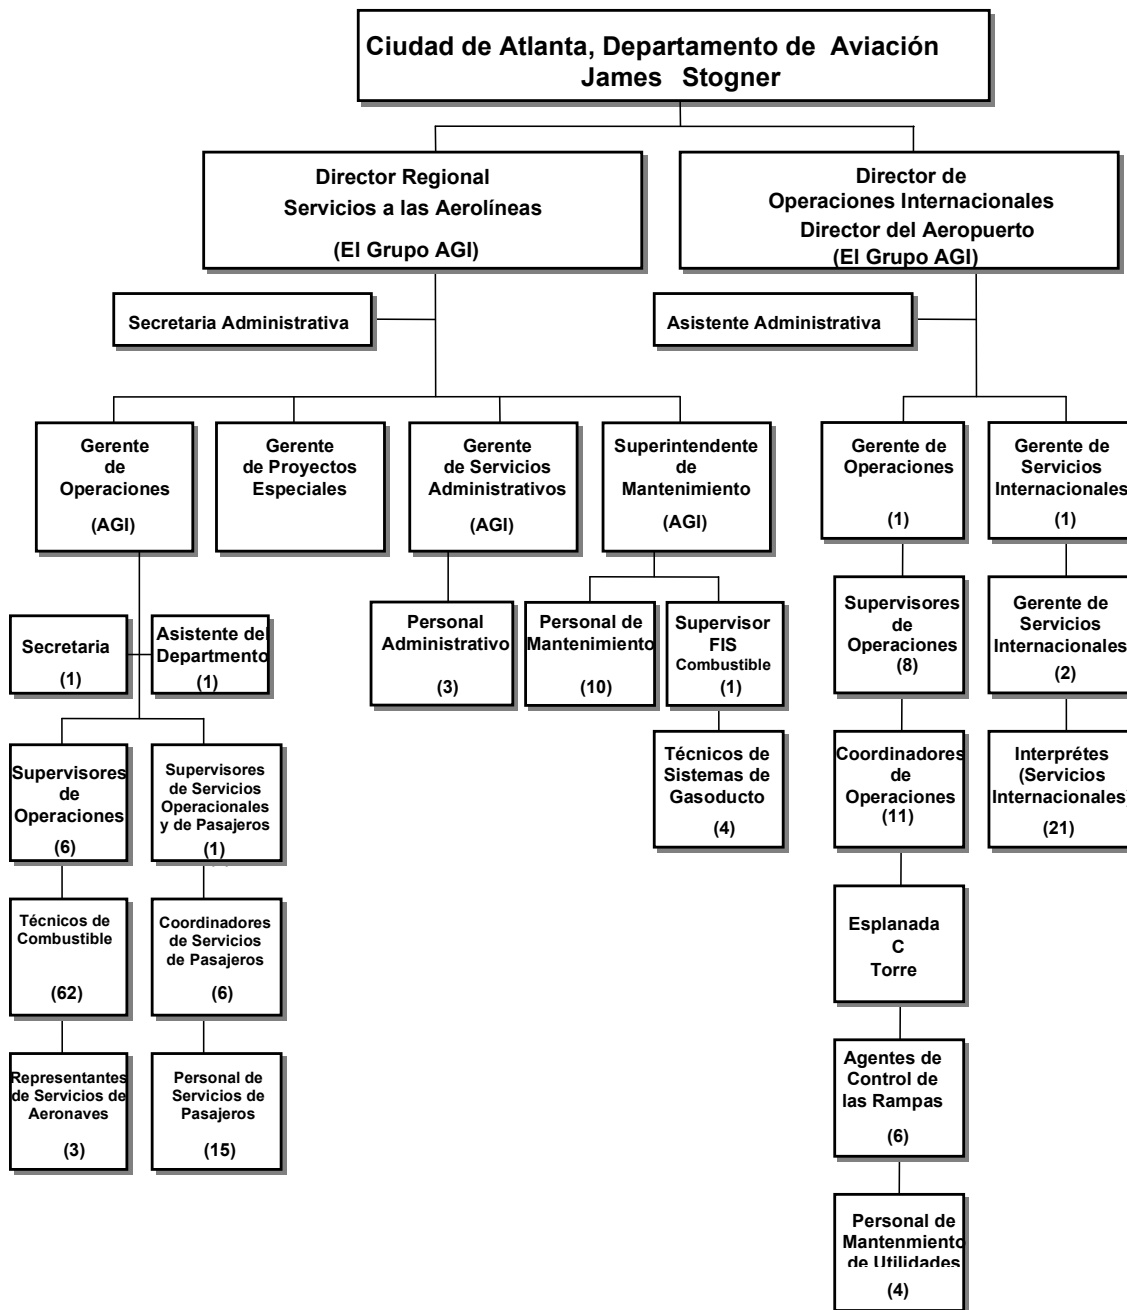 Ciudad de Atlanta, Departamento de Aviación
James Stogner
Director Regional
Servicios a las Aerolíneas
(El Grupo AGI)
Director de
Operaciones Internacionales
Director del Aeropuerto
(El Grupo AGI)
Secretaria Administrativa
Asistente Administrativa
Gerente
de
Operaciones
(AGI)
Gerente
de Proyectos
Especiales
Gerente
de Servicios
Administrativos
(AGI)
Superintendente
de
Mantenimiento
(AGI)
Gerente de
Operaciones
(1)
Gerente de
Servicios
Internacionales
(1)
Secretaria
(1)
Asistente del
Departmento
(1)
Personal
Administrativo
(3)
Personal de
Mantenimiento
(10)
Supervisor
FIS
Combustible
(1)
Supervisores
de
Operaciones
(8)
Gerente de
Servicios
Internacionales
(2)
Supervisores
de
Operaciones
(6)
Supervisores
de Servicios
Operacionales
y de Pasajeros
(1)
Técnicos de
Sistemas de
Gasoducto
(4)
Coordinadores
de
Operaciones
(11)
Interprétes
(Servicios
Internacionales)
(21)
Técnicos de
Combustible
(62)
Coordinadores
de Servicios
de Pasajeros
(6)
Esplanada
C
Torre
Representantes
de Servicios de
Aeronaves
(3)
Personal de
Servicios de
Pasajeros
(15)
Agentes de
Control de
las Rampas
(6)
Personal de
Mantenmiento
de Utilidades
(4)